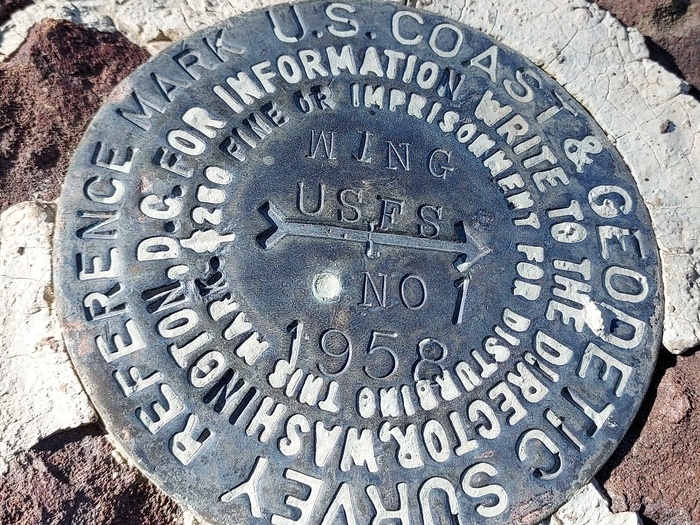 U.S. COAST & GEODETIC SURVEY REFERENCE MARK
FOR INFORMATION WRITE TO THE DIRECTOR, WASHINGTON, D.C.
$250 FINE OR IMPRISONMENT FOR DISTURBING THIS MARK
WING
USFS
NO 1
1958